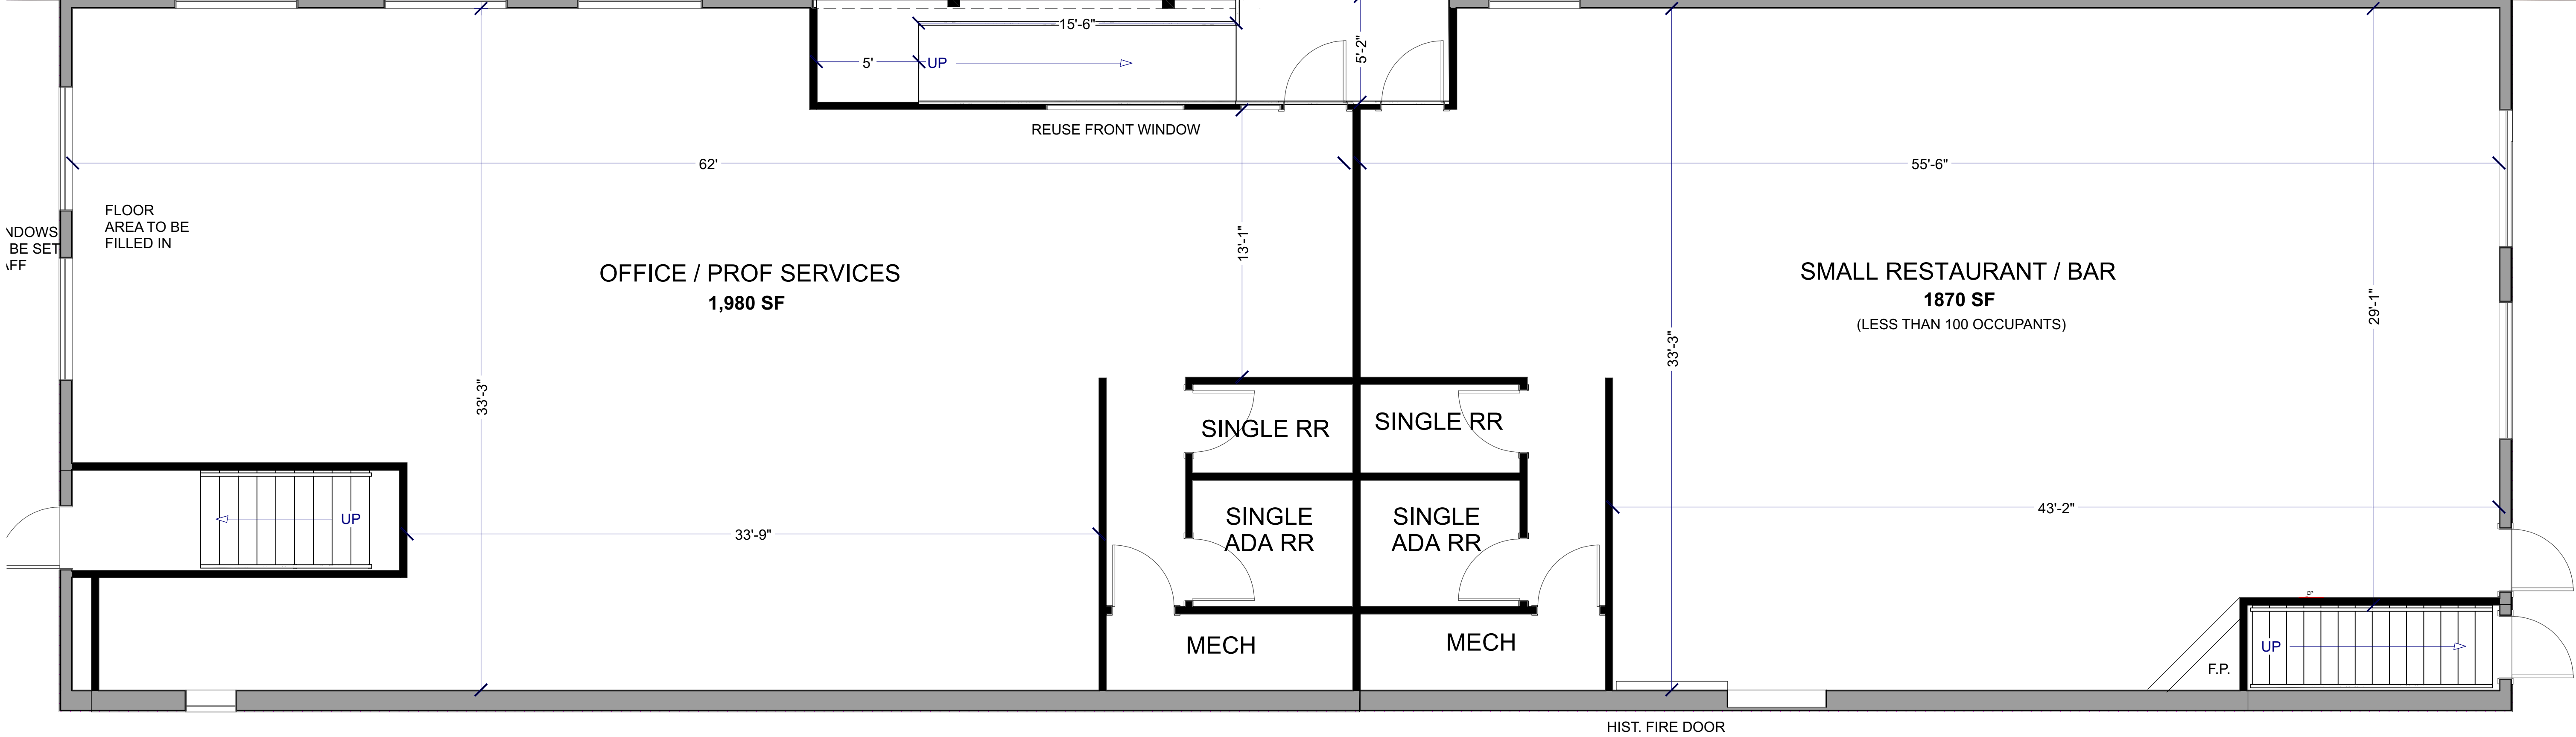 15'-6"
5'
UP
5'-2"
REUSE FRONT WINDOW
62'
55'-6"
FLOOR
AREA TO BE
FILLED IN
NDOWS
BE SET
13'-1"
OFFICE / PROF SERVICES
1,980 SF
SMALL RESTAURANT / BAR
1870 SF
(LESS THAN 100 OCCUPANTS)
29'-1"
33'-3"
33'-3"
SINGLE RR
SINGLE RR
UP
33'-9"
SINGLE
ADA RR
SINGLE
ADA RR
43'-2"
MECH
MECH
UP
F.P.
HIST. FIRE DOOR